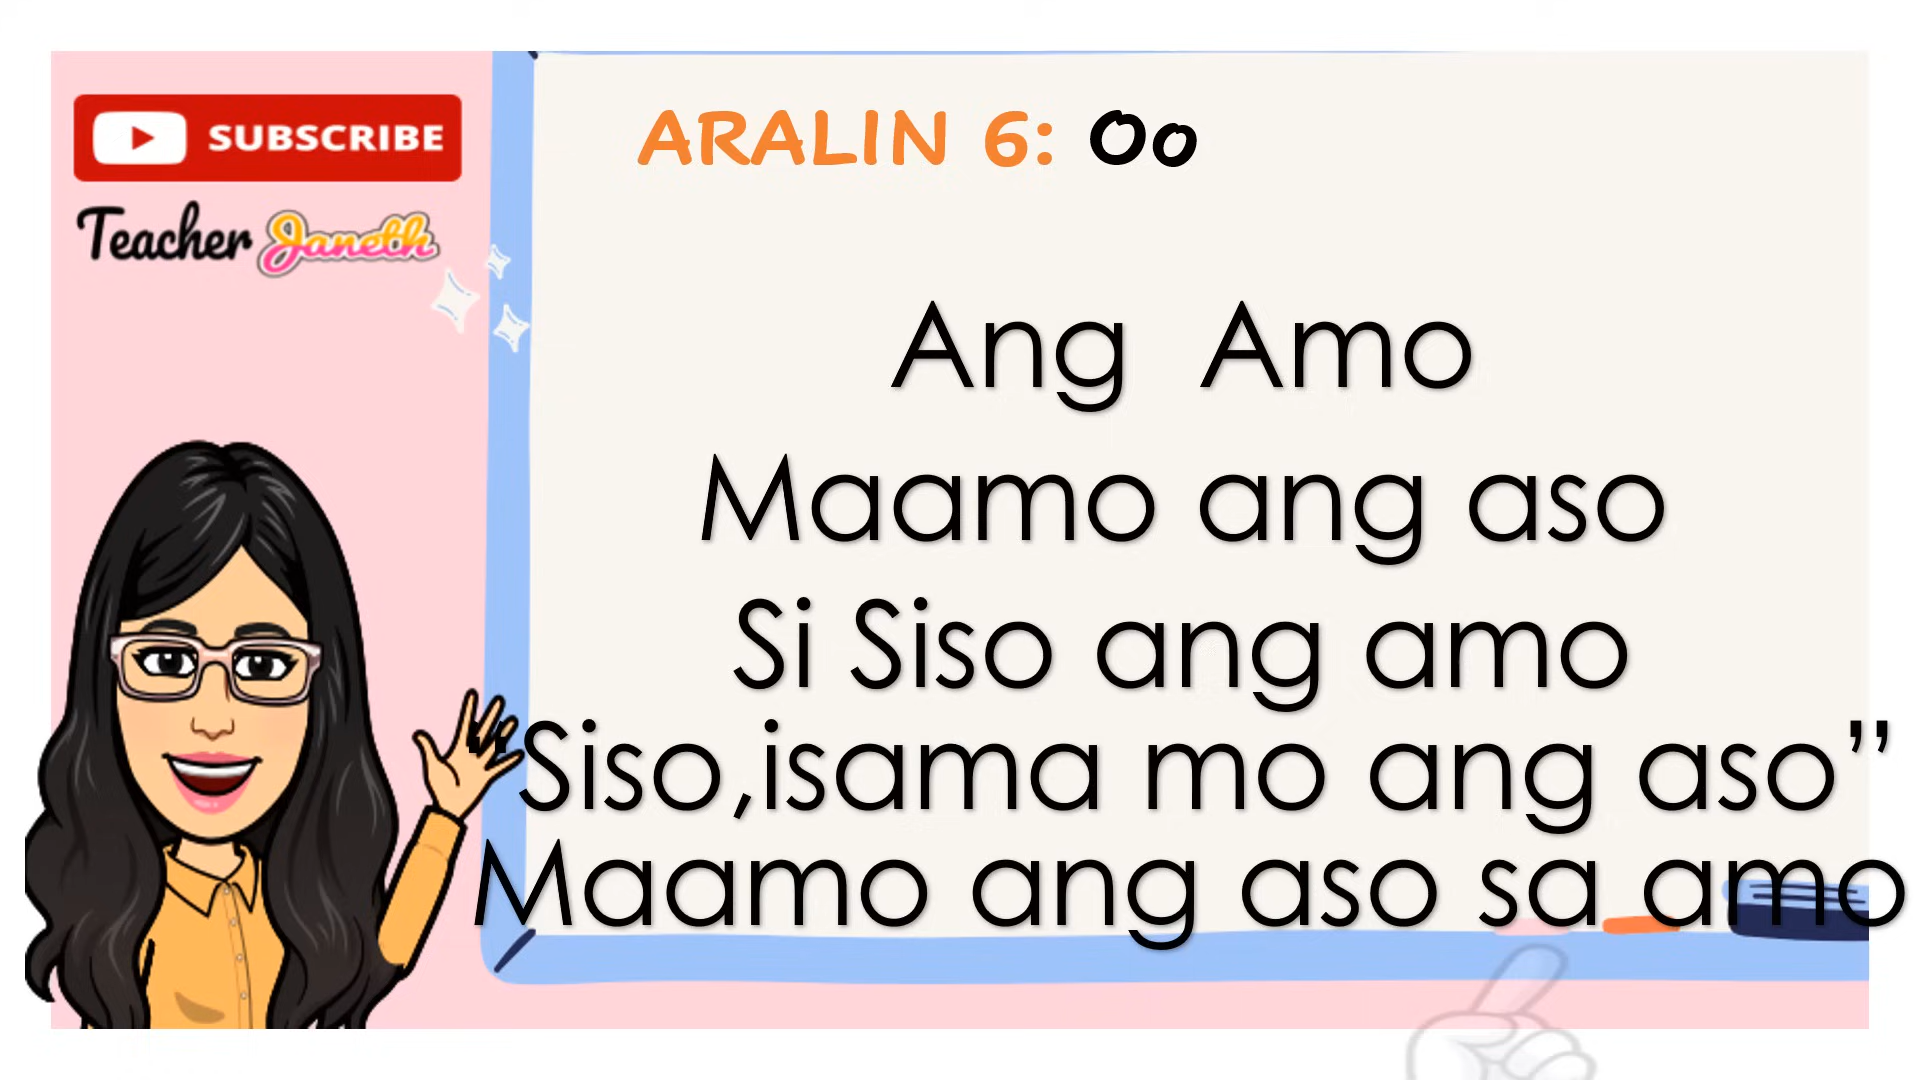 SUBSCRIBE
Teacher Janeth
ARALIN 6: Oo
Ang Amo
Maamo ang aso
Si Siso ang amo
“Siso,isama mo ang aso”
Maamo ang aso sa amo